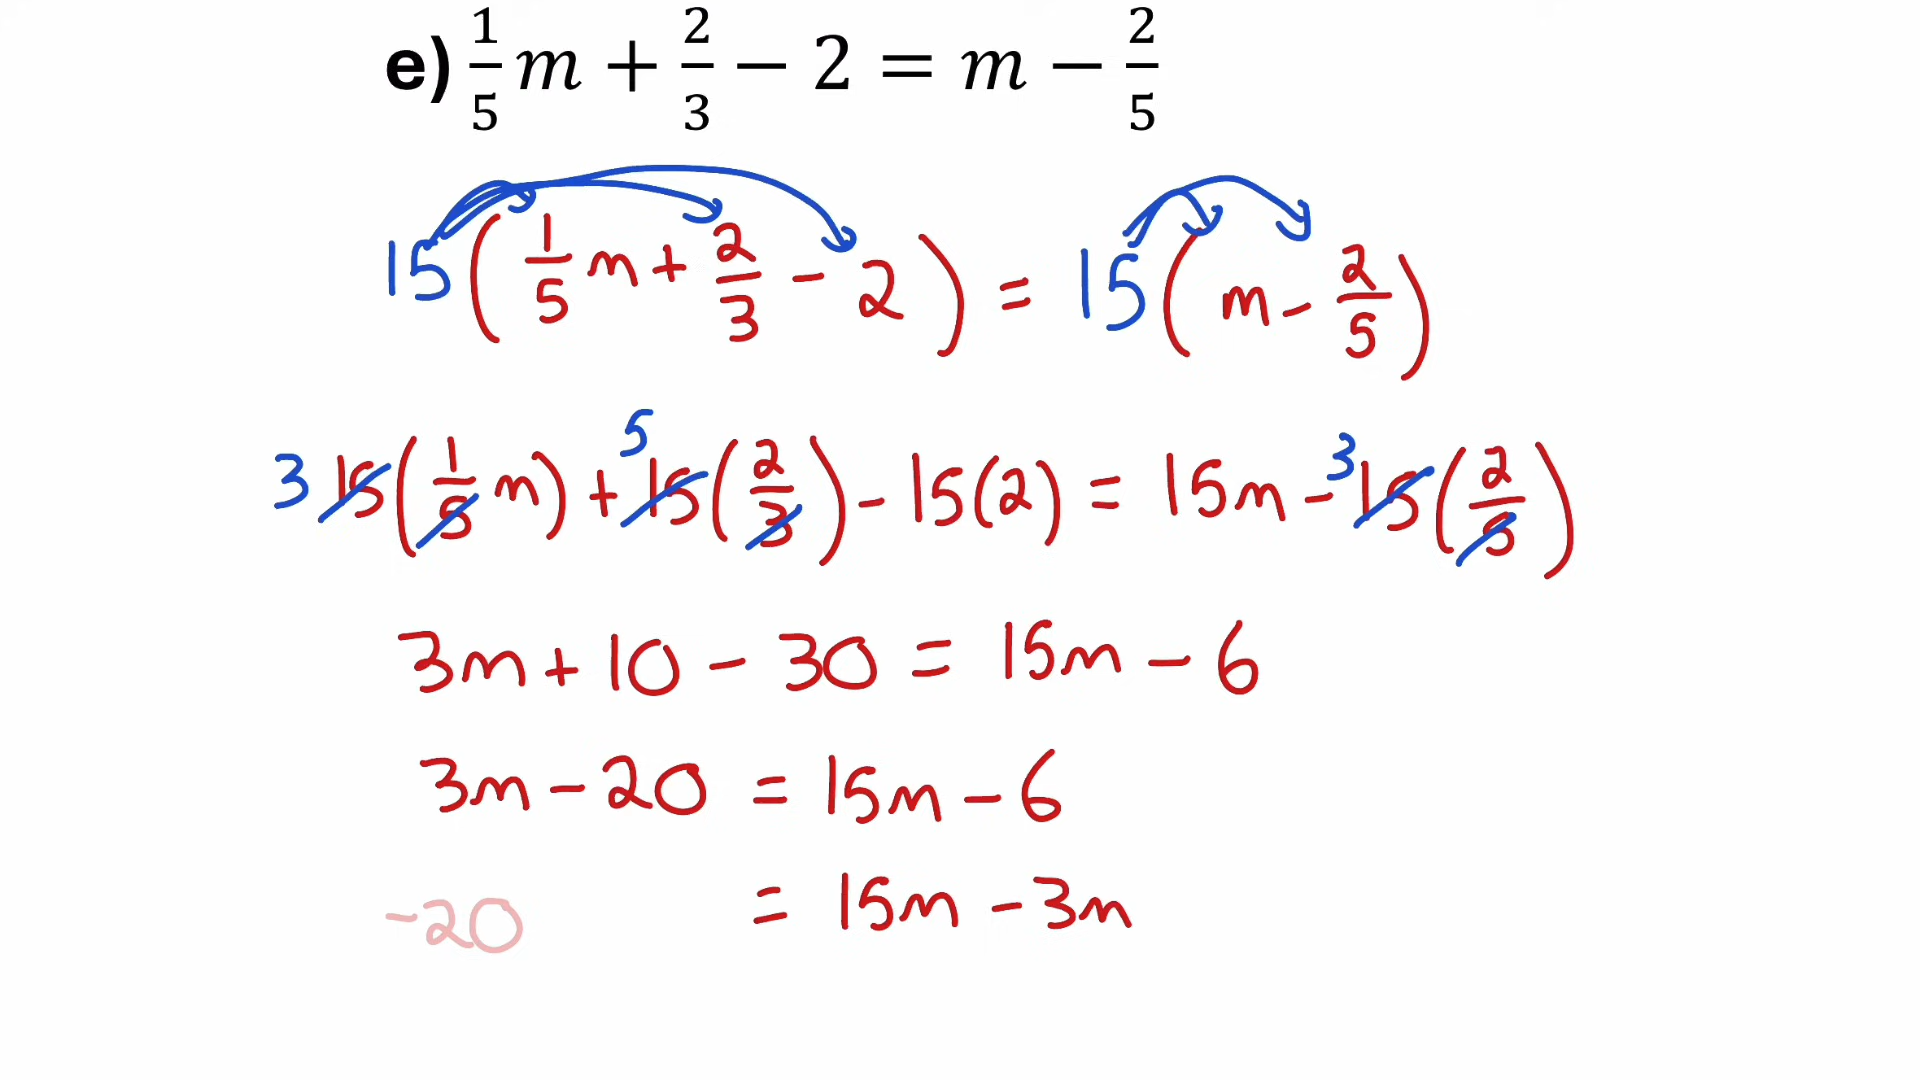 e) 1/5 m + 2/3 − 2 = m − 2/5
15(1/5 m + 2/3 − 2) = 15(m − 2/5)
3 15(1/5 m) + 5 15(2/3) − 15(2) = 15m − 3 15(2/5)
3m + 10 − 30 = 15m − 6
3m − 20 = 15m − 6
−20 = 15m − 3m